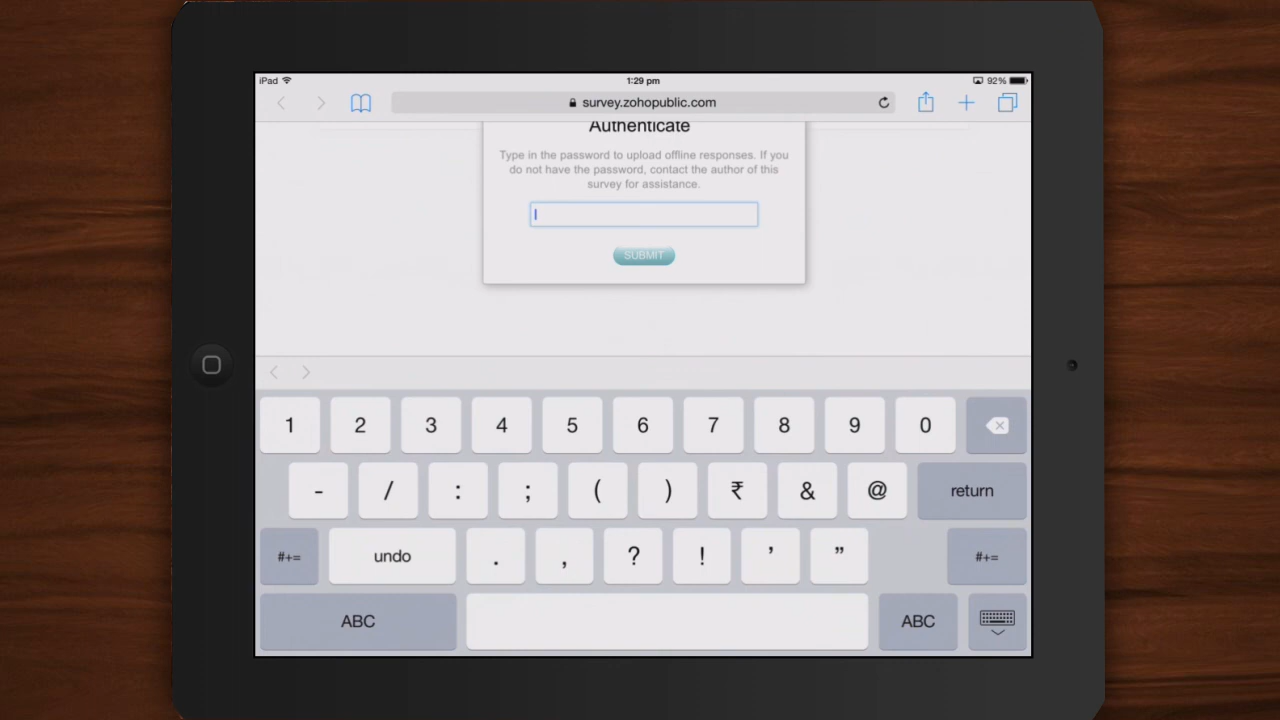 iPad 1:29 pm 92%
survey.zohopublic.com
Authenticate
Type in the password to upload offline responses. If you
do not have the password, contact the author of this
survey for assistance.
SUBMIT
1 2 3 4 5 6 7 8 9 0
- / : ; ( ) ₹ & @ return
#+= undo . , ? ! ’ ” #+=
ABC ABC